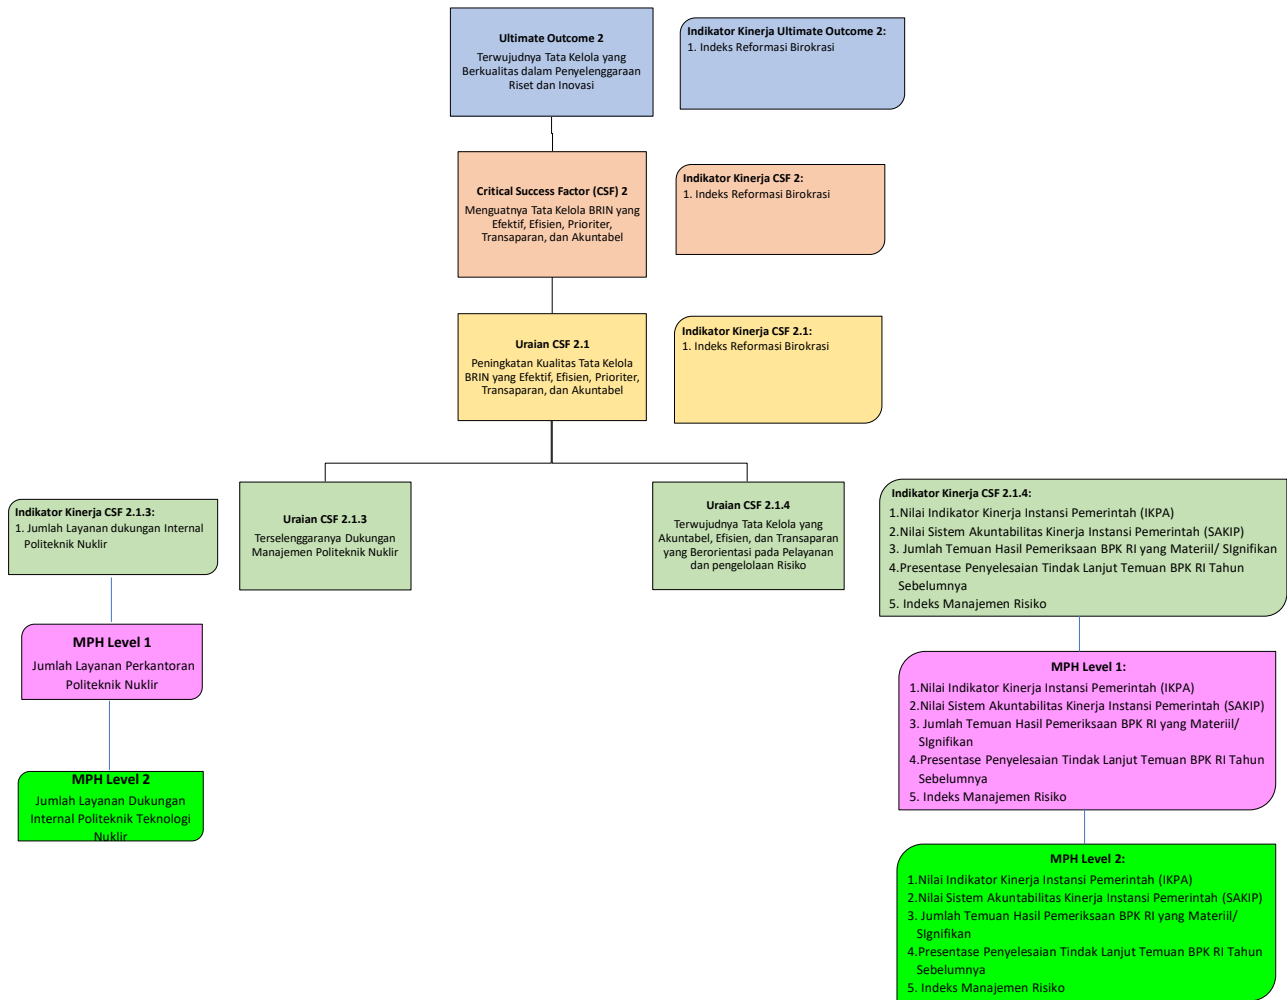 Ultimate Outcome 2
Terwujudnya Tata Kelola yang
Berkualitas dalam Penyelenggaraan
Riset dan Inovasi
Indikator Kinerja Ultimate Outcome 2:
1. Indeks Reformasi Birokrasi
Critical Success Factor (CSF) 2
Menguatnya Tata Kelola BRIN yang
Efektif, Efisien, Prioriter,
Transaparan, dan Akuntabel
Indikator Kinerja CSF 2:
1. Indeks Reformasi Birokrasi
Uraian CSF 2.1
Peningkatan Kualitas Tata Kelola
BRIN yang Efektif, Efisien, Prioriter,
Transaparan, dan Akuntabel
Indikator Kinerja CSF 2.1:
1. Indeks Reformasi Birokrasi
Indikator Kinerja CSF 2.1.3:
1. Jumlah Layanan dukungan Internal
Politeknik Nuklir
Uraian CSF 2.1.3
Terselenggaranya Dukungan
Manajemen Politeknik Nuklir
Uraian CSF 2.1.4
Terwujudnya Tata Kelola yang
Akuntabel, Efisien, dan Transaparan
yang Berorientasi pada Pelayanan
dan pengelolaan Risiko
Indikator Kinerja CSF 2.1.4:
1.Nilai Indikator Kinerja Instansi Pemerintah (IKPA)
2.Nilai Sistem Akuntabilitas Kinerja Instansi Pemerintah (SAKIP)
3. Jumlah Temuan Hasil Pemeriksaan BPK RI yang Materiil/ SIgnifikan
4.Presentase Penyelesaian Tindak Lanjut Temuan BPK RI Tahun
Sebelumnya
5. Indeks Manajemen Risiko
MPH Level 1
Jumlah Layanan Perkantoran
Politeknik Nuklir
MPH Level 2
Jumlah Layanan Dukungan
Internal Politeknik Teknologi
Nuklir
MPH Level 1:
1.Nilai Indikator Kinerja Instansi Pemerintah (IKPA)
2.Nilai Sistem Akuntabilitas Kinerja Instansi Pemerintah (SAKIP)
3. Jumlah Temuan Hasil Pemeriksaan BPK RI yang Materiil/
SIgnifikan
4.Presentase Penyelesaian Tindak Lanjut Temuan BPK RI Tahun
Sebelumnya
5. Indeks Manajemen Risiko
MPH Level 2:
1.Nilai Indikator Kinerja Instansi Pemerintah (IKPA)
2.Nilai Sistem Akuntabilitas Kinerja Instansi Pemerintah (SAKIP)
3. Jumlah Temuan Hasil Pemeriksaan BPK RI yang Materiil/
SIgnifikan
4.Presentase Penyelesaian Tindak Lanjut Temuan BPK RI Tahun
Sebelumnya
5. Indeks Manajemen Risiko